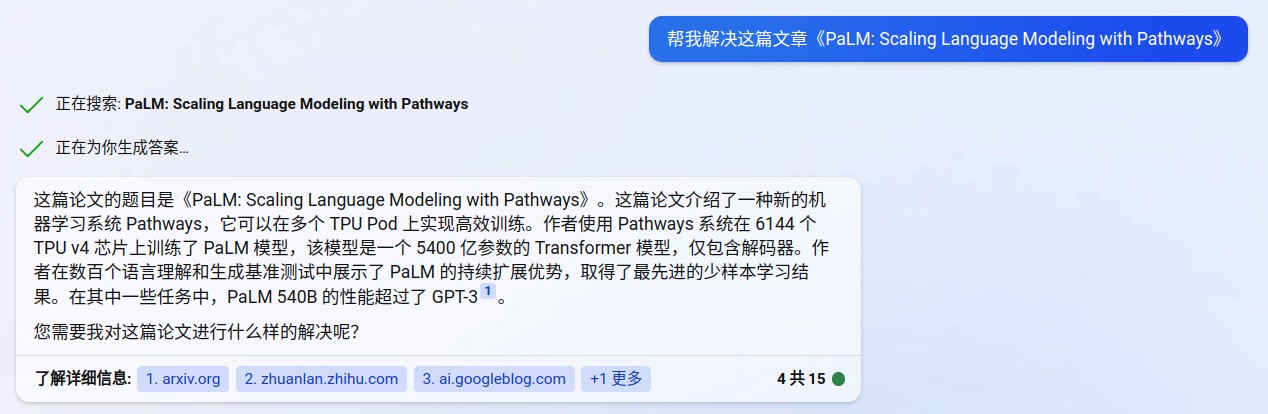 帮我解决这篇文章《PaLM: Scaling Language Modeling with Pathways》
正在搜索: PaLM: Scaling Language Modeling with Pathways
正在为你生成答案...
这篇论文的题目是《PaLM: Scaling Language Modeling with Pathways》。这篇论文介绍了一种新的机
器学习系统 Pathways，它可以在多个 TPU Pod 上实现高效训练。作者使用 Pathways 系统在 6144 个
TPU v4 芯片上训练了 PaLM 模型，该模型是一个 5400 亿参数的 Transformer 模型，仅包含解码器。作
者在数百个语言理解和生成基准测试中展示了 PaLM 的持续扩展优势，取得了最先进的少样本学习结
果。在其中一些任务中，PaLM 540B 的性能超过了 GPT-3 1 。
您需要我对这篇论文进行什么样的解决呢？
了解详细信息: 1. arxiv.org 2. zhuanlan.zhihu.com 3. ai.googleblog.com +1 更多 4 共 15